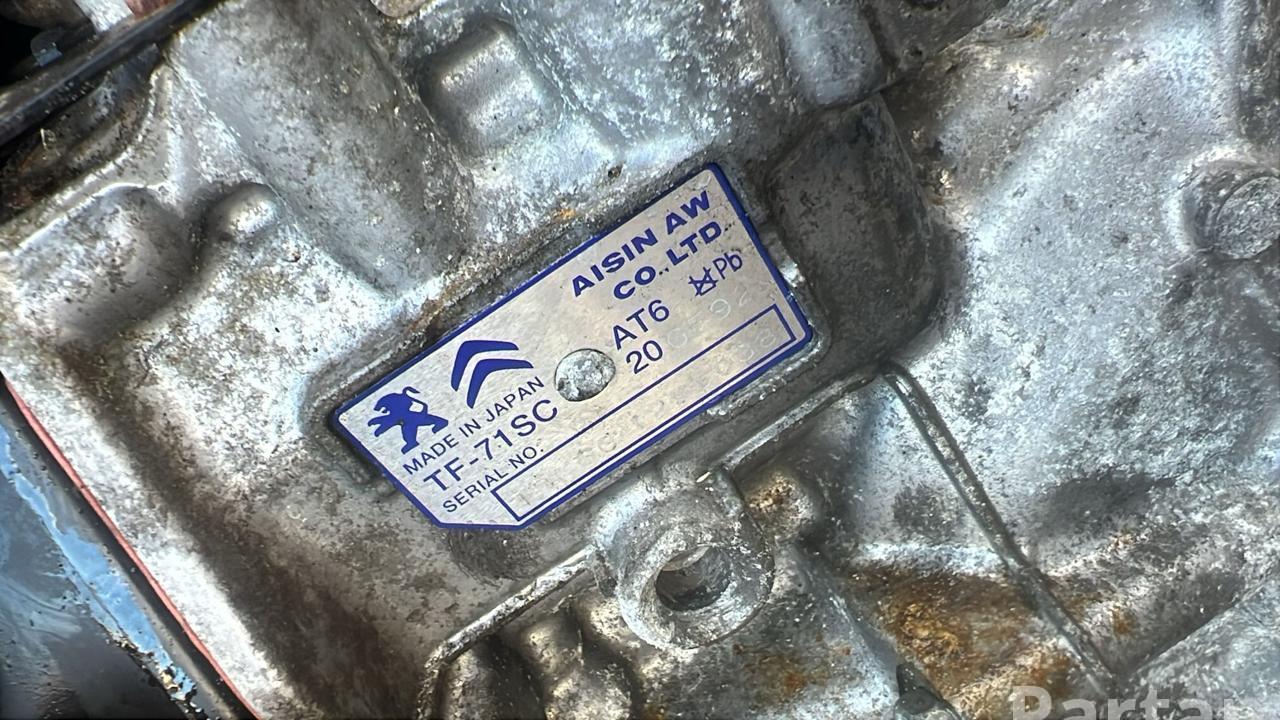 AISIN AW
CO.,LTD.
AT6 Pb
20
MADE IN JAPAN
TF-71SC
SERIAL NO.